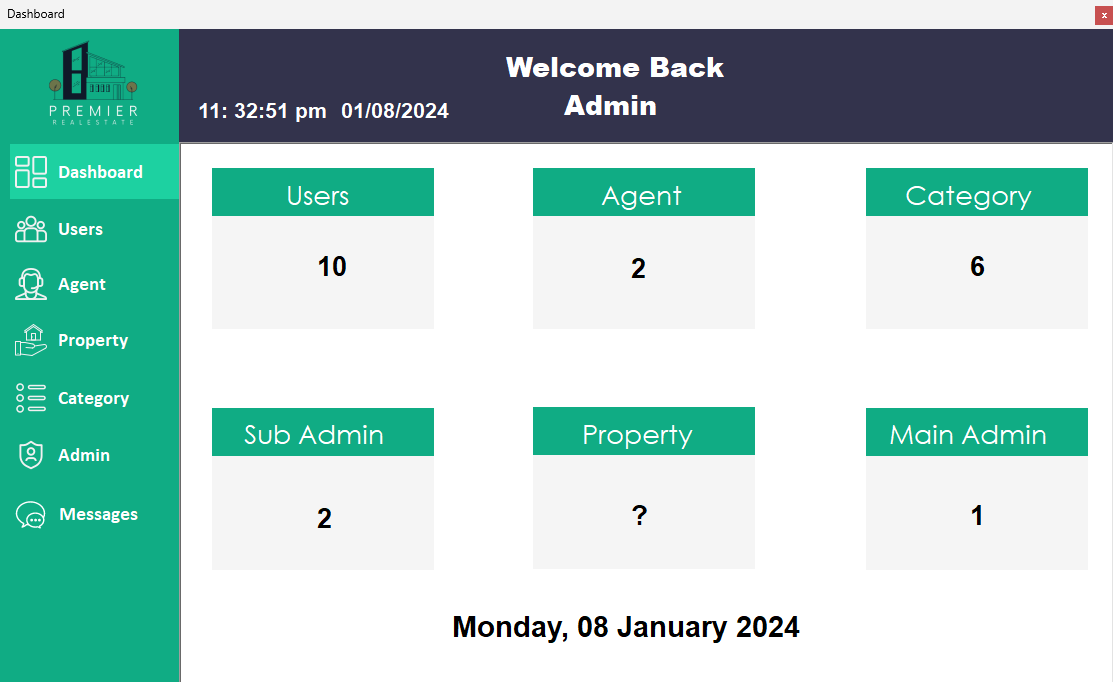 Dashboard
x
PREMIER
REALESTATE
Welcome Back
Admin
11: 32:51 pm 01/08/2024
Dashboard
Users
Agent
Property
Category
Admin
Messages
Users
10
Agent
2
Category
6
Sub Admin
2
Property
?
Main Admin
1
Monday, 08 January 2024